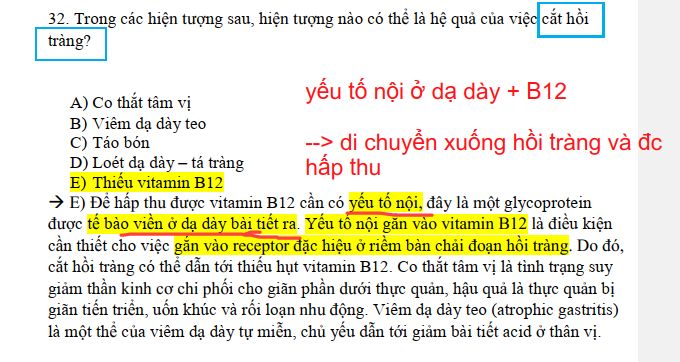 32. Trong các hiện tượng sau, hiện tượng nào có thể là hệ quả của việc cắt hồi
tràng?
yếu tố nội ở dạ dày + B12
--> di chuyển xuống hồi tràng và đc
hấp thu
A) Co thắt tâm vị
B) Viêm dạ dày teo
C) Táo bón
D) Loét dạ dày – tá tràng
E) Thiếu vitamin B12
→ E) Để hấp thu được vitamin B12 cần có yếu tố nội, đây là một glycoprotein
được tế bào viền ở dạ dày bài tiết ra. Yếu tố nội gắn vào vitamin B12 là điều kiện
cần thiết cho việc gắn vào receptor đặc hiệu ở riềm bàn chải đoạn hồi tràng. Do đó,
cắt hồi tràng có thể dẫn tới thiếu hụt vitamin B12. Co thắt tâm vị là tình trạng suy
giảm thần kinh cơ chi phối cho giãn phần dưới thực quản, hậu quả là thực quản bị
giãn tiến triển, uốn khúc và rối loạn nhu động. Viêm dạ dày teo (atrophic gastritis)
là một thể của viêm dạ dày tự miễn, chủ yếu dẫn tới giảm bài tiết acid ở thân vị.